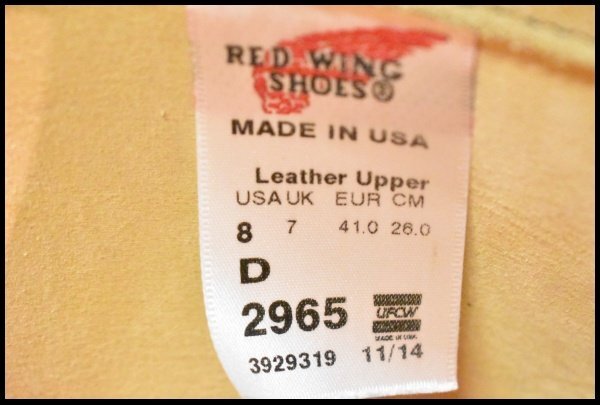 RED WING
SHOES®
MADE IN USA
Leather Upper
USA UK EUR CM
8 7 41.0 26.0
D
2965
UFCW
MADE IN USA
3929319 11/14